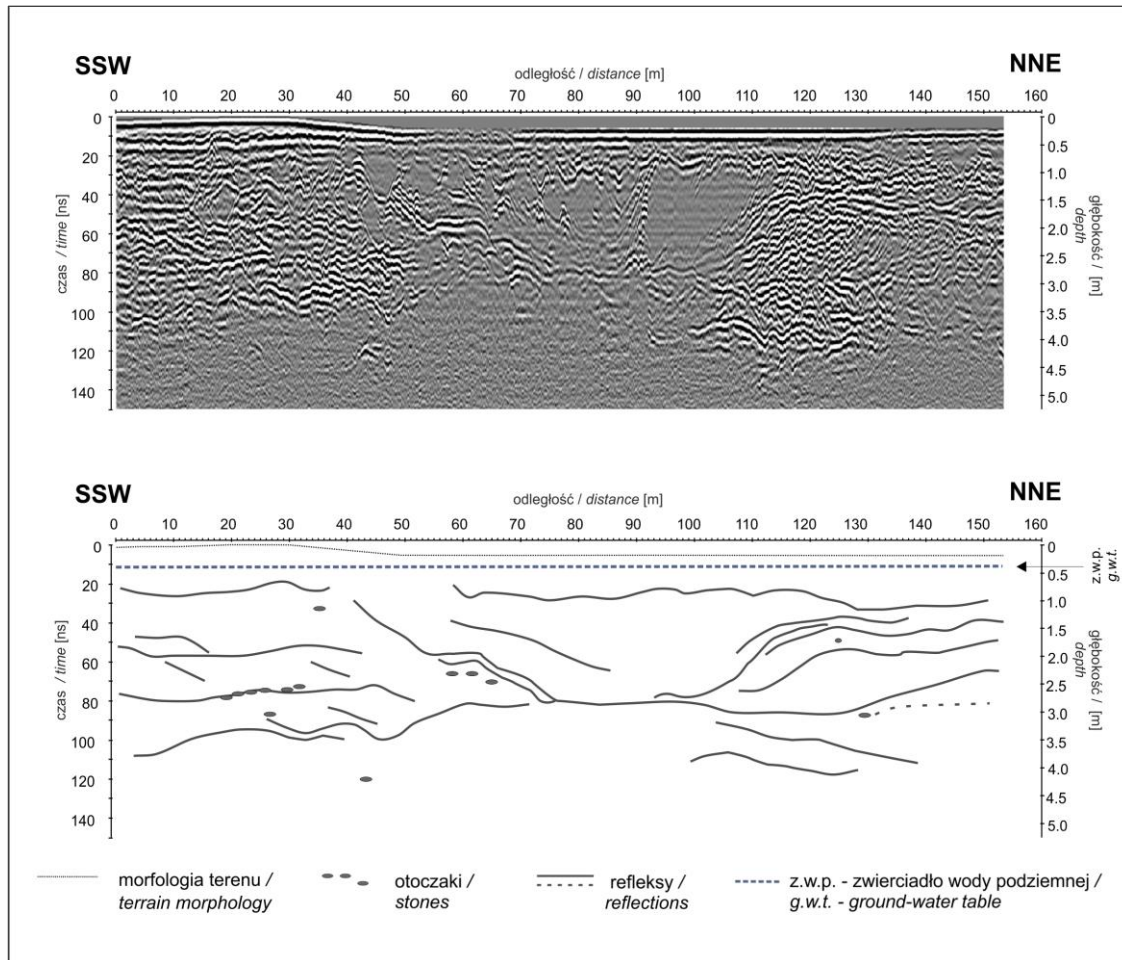 SSW
NNE
odległość / distance [m]
0 10 20 30 40 50 60 70 80 90 100 110 120 130 140 150 160
czas / time [ns]
0
20
40
60
80
100
120
140
0
0.5
1.0
1.5
2.0
2.5
3.0
3.5
4.0
4.5
5.0
głębokość / [m]
depth
SSW
NNE
odległość / distance [m]
0 10 20 30 40 50 60 70 80 90 100 110 120 130 140 150 160
czas / time [ns]
0
20
40
60
80
100
120
140
0
0.5
1.0
1.5
2.0
2.5
3.0
3.5
4.0
4.5
5.0
z.w.p.
g.w.t.
głębokość / [m]
depth
morfologia terenu /
terrain morphology
otoczaki /
stones
refleksy /
reflections
z.w.p. - zwierciadło wody podziemnej /
g.w.t. - ground-water table